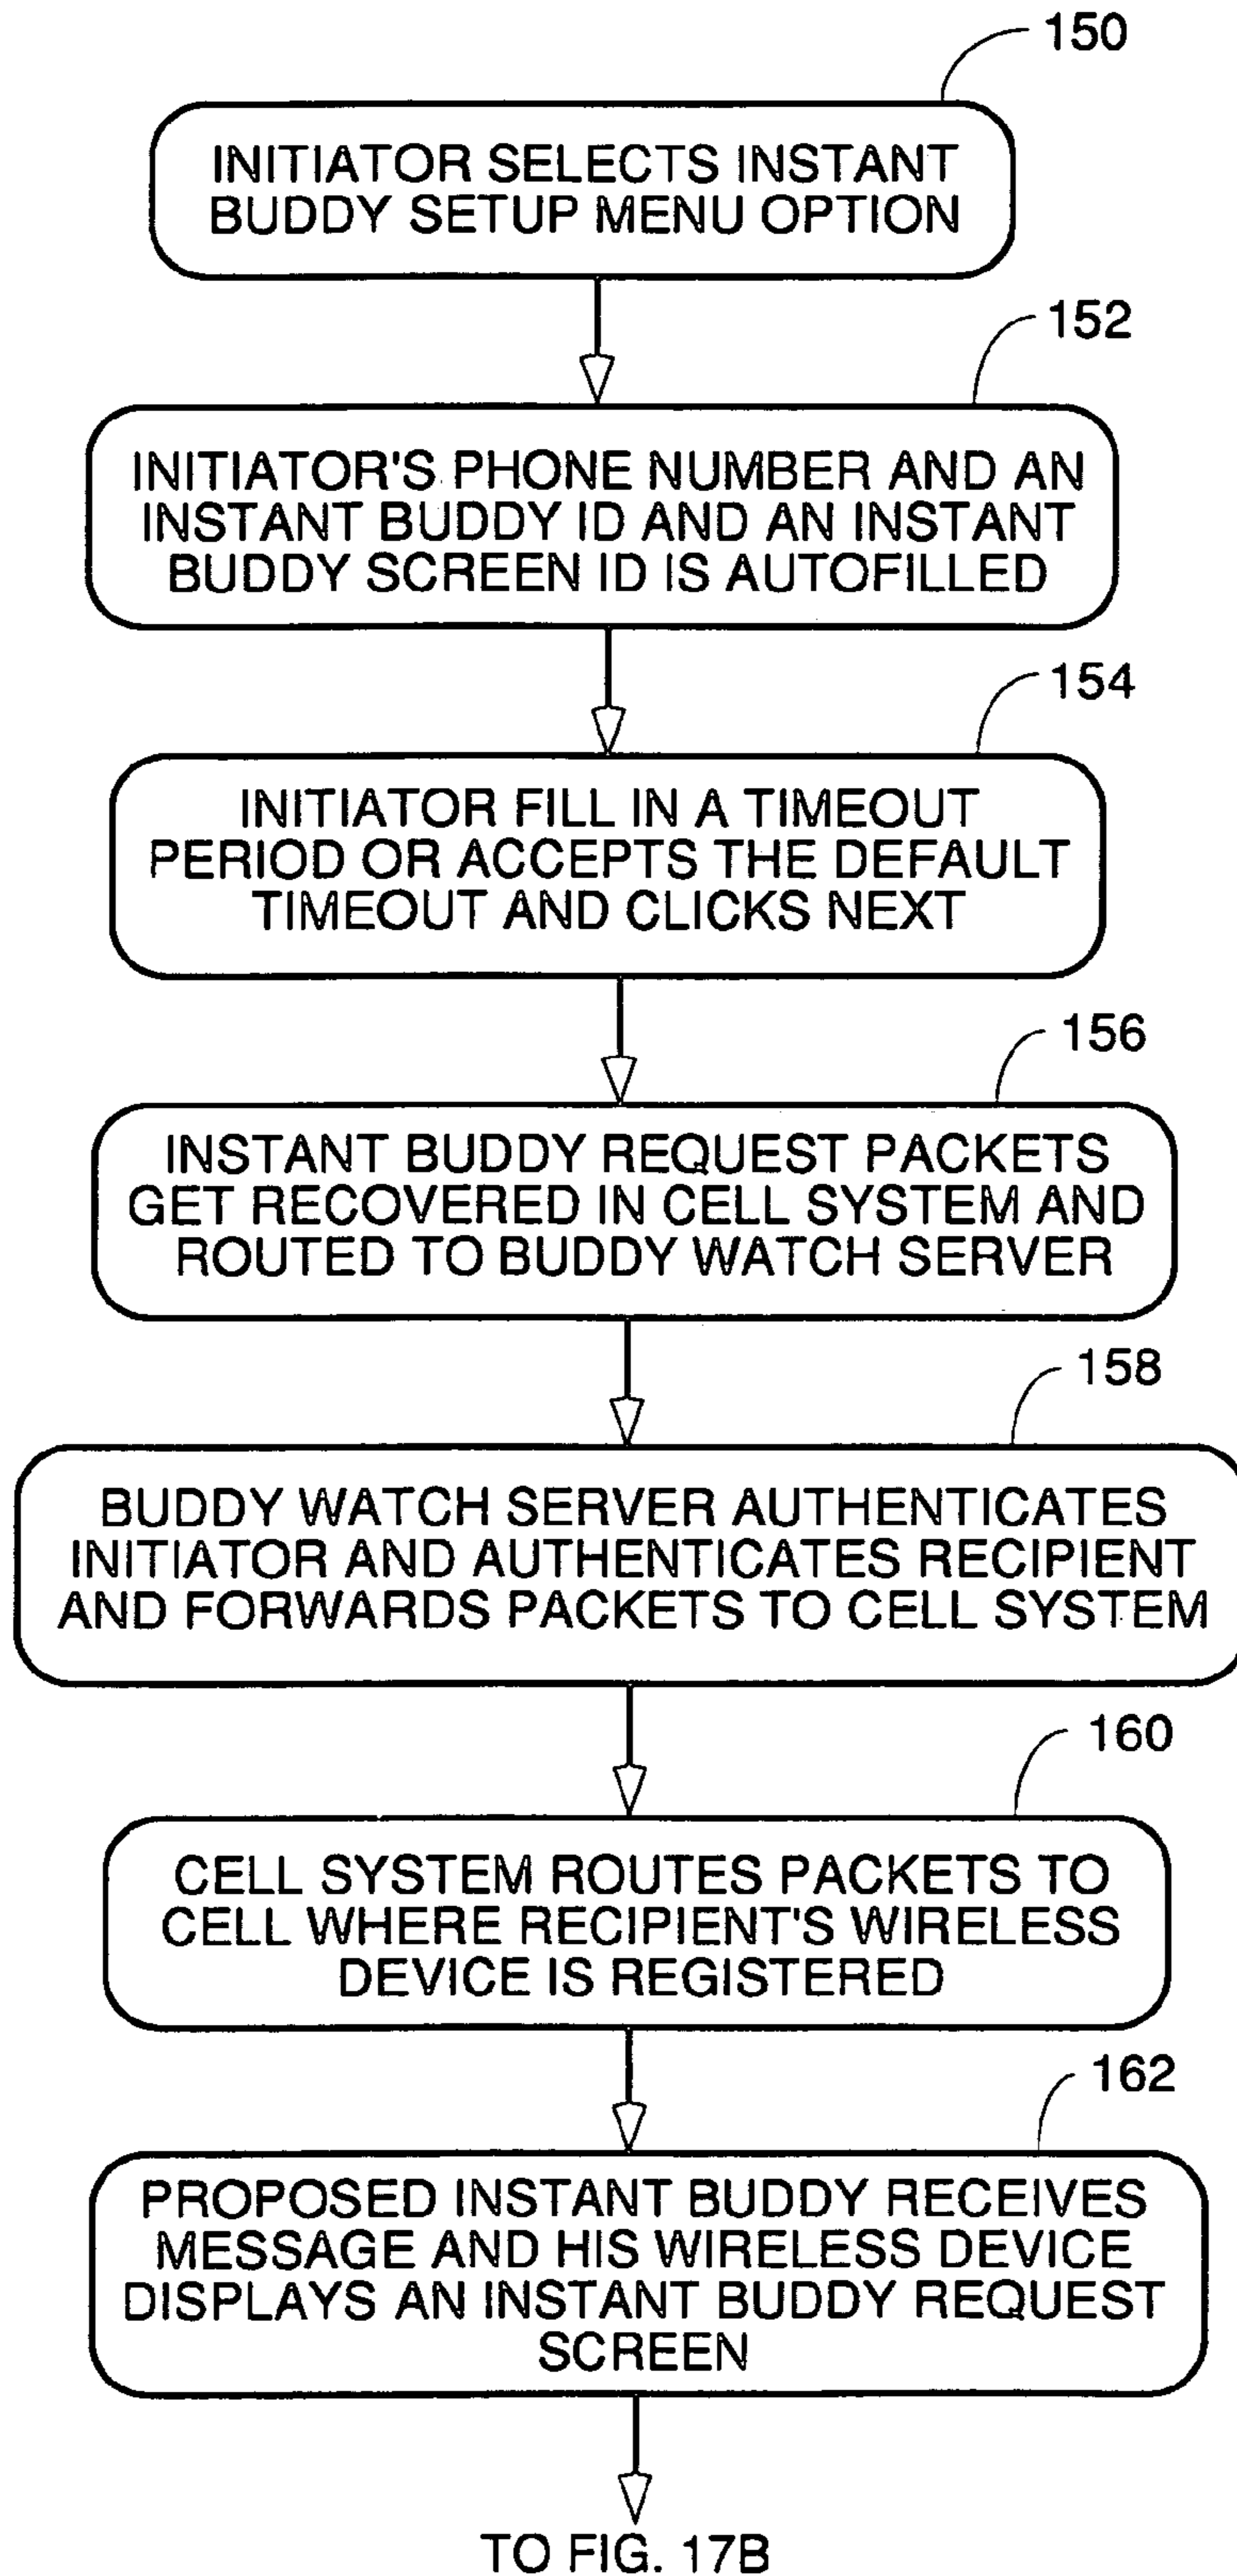 150
INITIATOR SELECTS INSTANT
BUDDY SETUP MENU OPTION
152
INITIATOR'S PHONE NUMBER AND AN
INSTANT BUDDY ID AND AN INSTANT
BUDDY SCREEN ID IS AUTOFILLED
154
INITIATOR FILL IN A TIMEOUT
PERIOD OR ACCEPTS THE DEFAULT
TIMEOUT AND CLICKS NEXT
156
INSTANT BUDDY REQUEST PACKETS
GET RECOVERED IN CELL SYSTEM AND
ROUTED TO BUDDY WATCH SERVER
158
BUDDY WATCH SERVER AUTHENTICATES
INITIATOR AND AUTHENTICATES RECIPIENT
AND FORWARDS PACKETS TO CELL SYSTEM
160
CELL SYSTEM ROUTES PACKETS TO
CELL WHERE RECIPIENT'S WIRELESS
DEVICE IS REGISTERED
162
PROPOSED INSTANT BUDDY RECEIVES
MESSAGE AND HIS WIRELESS DEVICE
DISPLAYS AN INSTANT BUDDY REQUEST
SCREEN
TO FIG. 17B